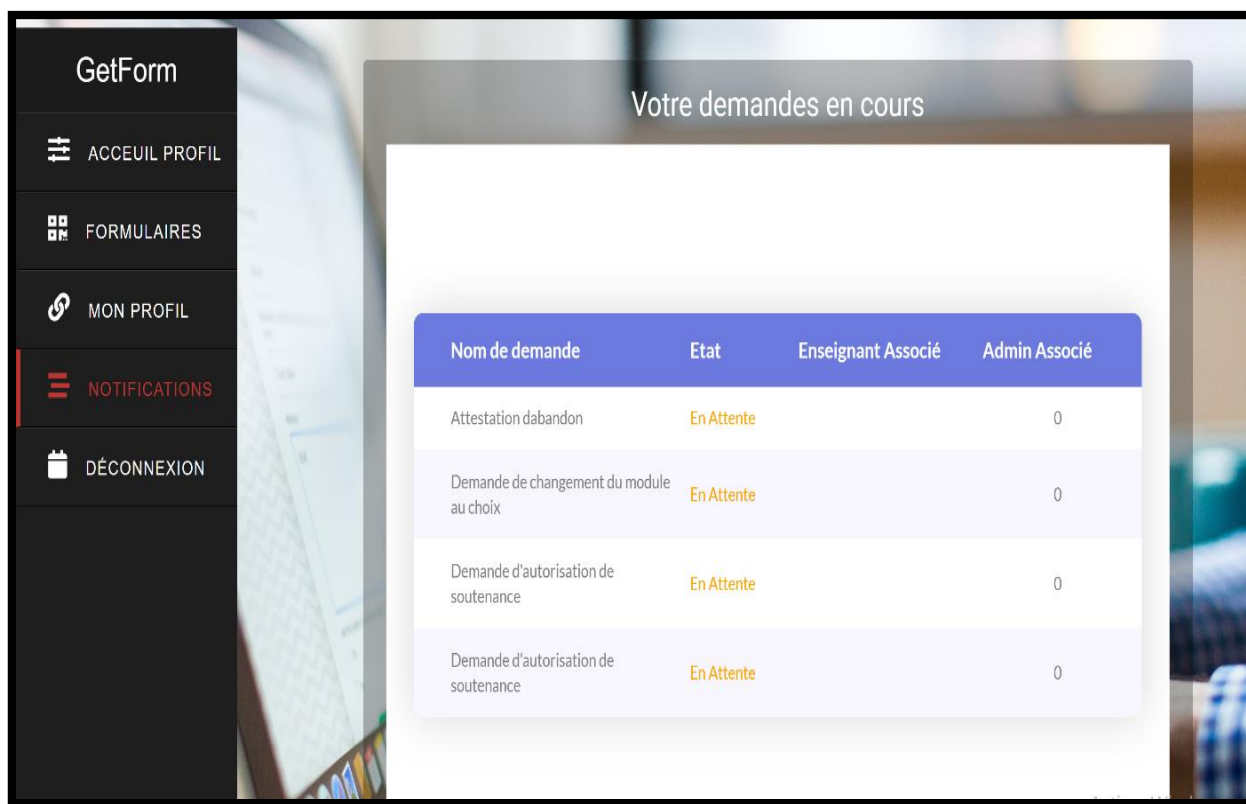 GetForm
ACCEUIL PROFIL
FORMULAIRES
MON PROFIL
NOTIFICATIONS
DÉCONNEXION
Votre demandes en cours
Nom de demande Etat Enseignant Associé Admin Associé
Attestation dabandon En Attente 0
Demande de changement du module
au choix En Attente 0
Demande d'autorisation de
soutenance En Attente 0
Demande d'autorisation de
soutenance En Attente 0